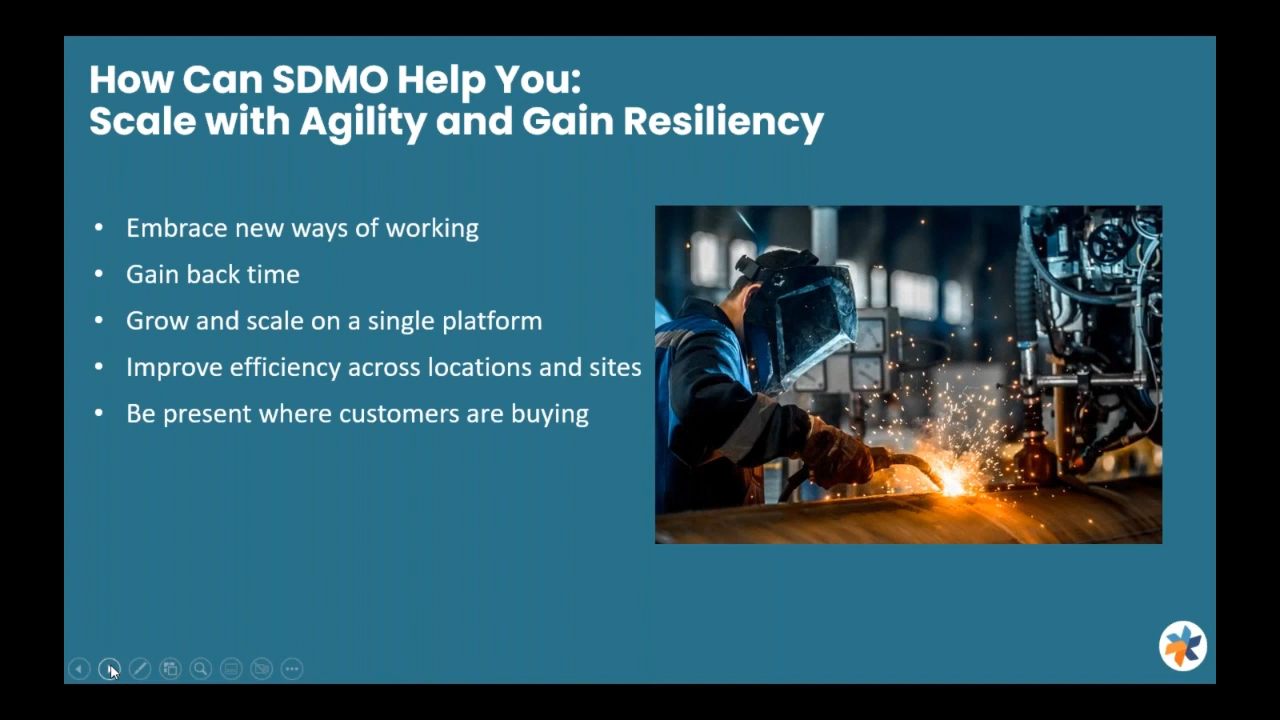 How Can SDMO Help You:
Scale with Agility and Gain Resiliency
• Embrace new ways of working
• Gain back time
• Grow and scale on a single platform
• Improve efficiency across locations and sites
• Be present where customers are buying